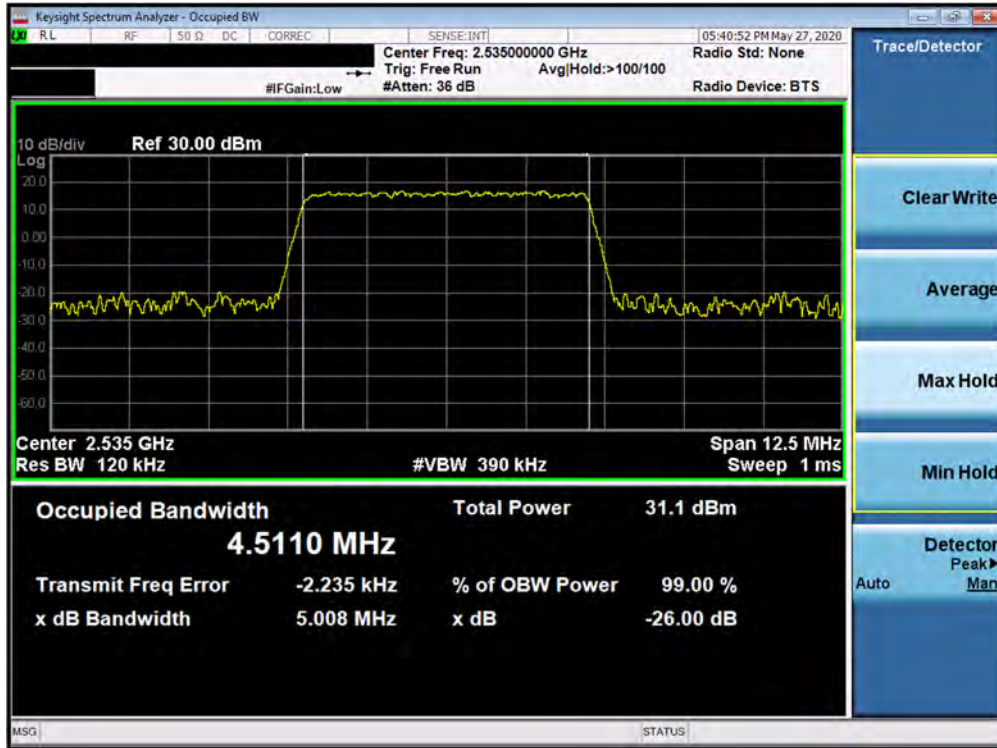 Keysight Spectrum Analyzer - Occupied BW
LXI RL RF 50 Ω DC CORREC SENSE:INT 05:40:52 PM May 27, 2020
Center Freq: 2.535000000 GHz Radio Std: None
Trig: Free Run Avg|Hold:>100/100
#IFGain:Low #Atten: 36 dB Radio Device: BTS
10 dB/div Ref 30.00 dBm
Log
20.0
10.0
0.00
-10.0
-20.0
-30.0
-40.0
-50.0
-60.0
Center 2.535 GHz Span 12.5 MHz
Res BW 120 kHz #VBW 390 kHz Sweep 1 ms
Occupied Bandwidth Total Power 31.1 dBm
4.5110 MHz
Transmit Freq Error -2.235 kHz % of OBW Power 99.00 %
x dB Bandwidth 5.008 MHz x dB -26.00 dB
MSG STATUS
Trace/Detector
Clear Write
Average
Max Hold
Min Hold
Detector
Peak▶
Auto Man